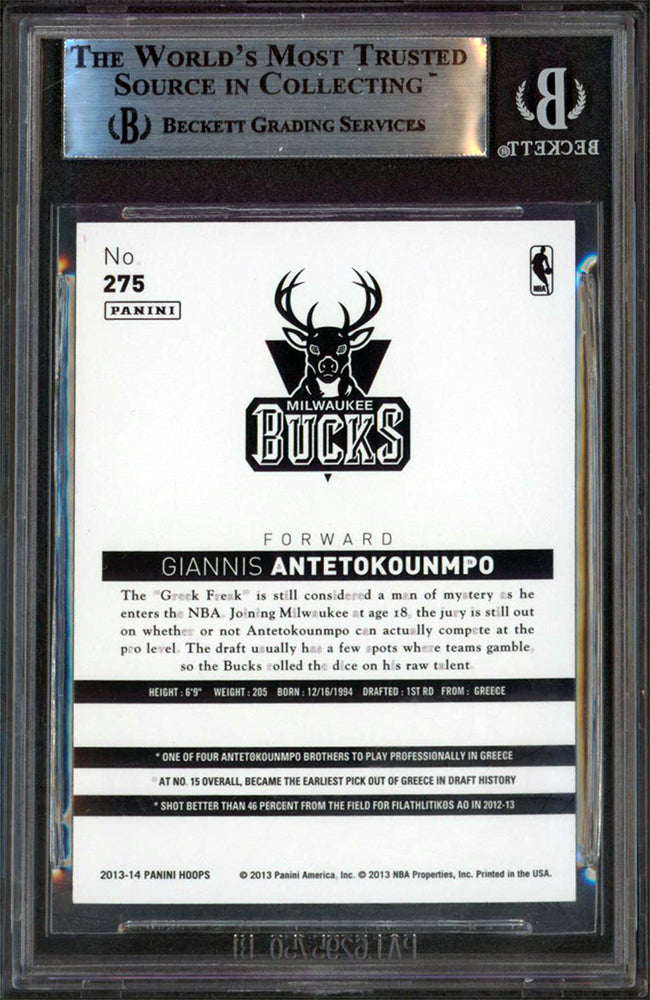 THE WORLD'S MOST TRUSTED
SOURCE IN COLLECTING™
B BECKETT GRADING SERVICES
B
BECKETT®
No.
275
PANINI
NBA
MILWAUKEE
BUCKS
FORWARD
GIANNIS ANTETOKOUNMPO
The "Greek Freak" is still considered a man of mystery as he
enters the NBA. Joining Milwaukee at age 18, the jury is still out
on whether or not Antetokounmpo can actually compete at the
pro level. The draft usually has a few spots where teams gamble,
so the Bucks rolled the dice on his raw talent.
HEIGHT : 6'9" WEIGHT : 205 BORN : 12/16/1994 DRAFTED : 1ST RD FROM : GREECE
* ONE OF FOUR ANTETOKOUNMPO BROTHERS TO PLAY PROFESSIONALLY IN GREECE
* AT NO. 15 OVERALL, BECAME THE EARLIEST PICK OUT OF GREECE IN DRAFT HISTORY
* SHOT BETTER THAN 46 PERCENT FROM THE FIELD FOR FILATHLITIKOS AO IN 2012-13
2013-14 PANINI HOOPS © 2013 Panini America, Inc. © 2013 NBA Properties, Inc. Printed in the USA.